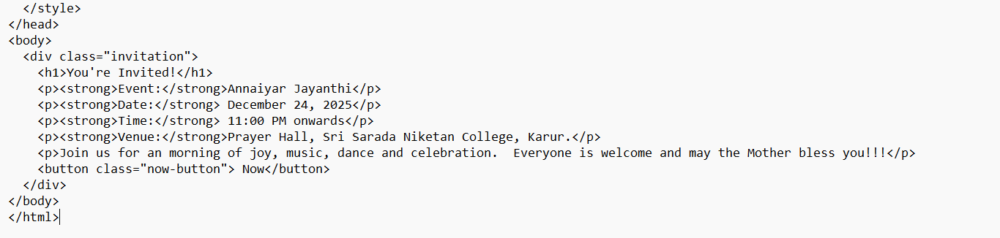 </style>
</head>
<body>
  <div class="invitation">
    <h1>You're Invited!</h1>
    <p><strong>Event:</strong>Annaiyar Jayanthi</p>
    <p><strong>Date:</strong> December 24, 2025</p>
    <p><strong>Time:</strong> 11:00 PM onwards</p>
    <p><strong>Venue:</strong>Prayer Hall, Sri Sarada Niketan College, Karur.</p>
    <p>Join us for an morning of joy, music, dance and celebration.  Everyone is welcome and may the Mother bless you!!!</p>
    <button class="now-button"> Now</button>
  </div>
</body>
</html>